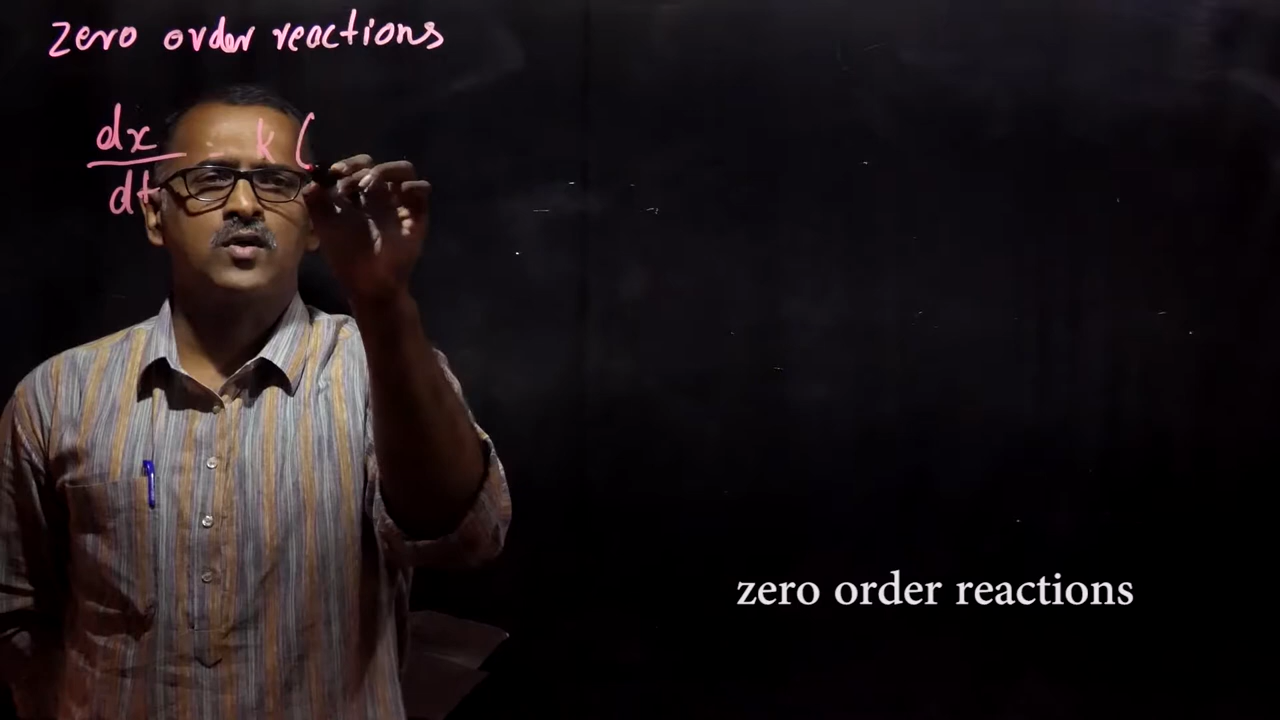 zero order reactions
dx = k (
dt
zero order reactions